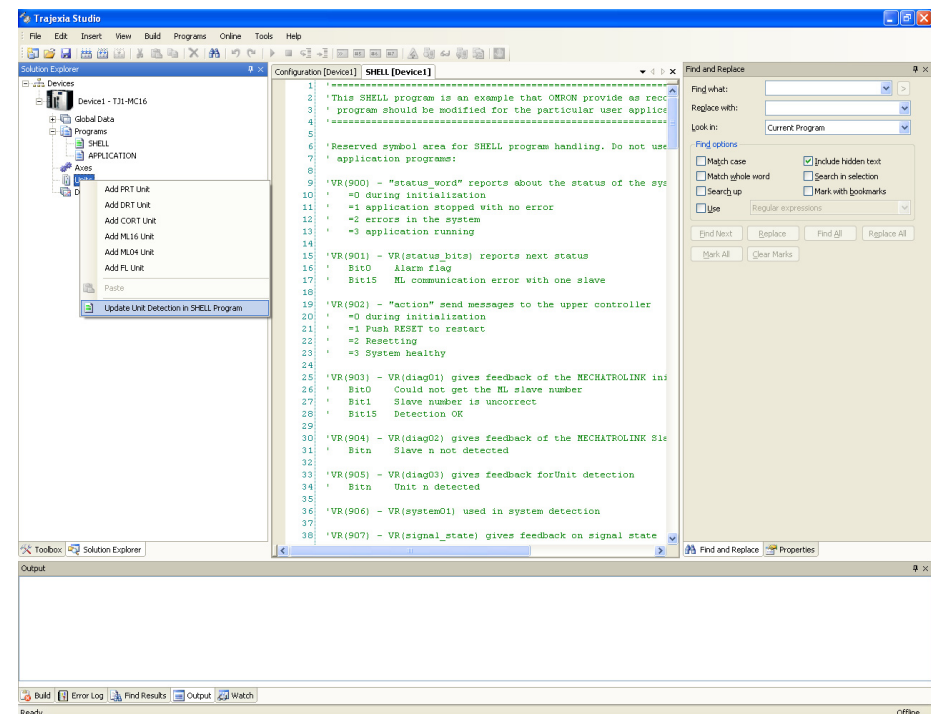 Trajexia Studio
File Edit Insert View Build Programs Online Tools Help
Solution Explorer
Devices
Device1 - TJ1-MC16
Global Data
Programs
SHELL
APPLICATION
Axes
Units
D
Add PRT Unit
Add DRT Unit
Add CORT Unit
Add ML16 Unit
Add ML04 Unit
Add FL Unit
Paste
Update Unit Detection in SHELL Program
Toolbox Solution Explorer
Configuration [Device1] SHELL [Device1]
1 '=====================================================
2 'This SHELL program is an example that OMRON provide as reco
3 ' program should be modified for the particular user applica
4 '=====================================================
5
6 'Reserved symbol area for SHELL program handling. Do not use
7 ' application programs:
8
9 'VR(900) - "status_word" reports about the status of the sys
10 ' =0 during initialization
11 ' =1 application stopped with no error
12 ' =2 errors in the system
13 ' =3 application running
14
15 'VR(901) - VR(status_bits) reports next status
16 ' Bit0 Alarm flag
17 ' Bit15 ML communication error with one slave
18
19 'VR(902) - "action" send messages to the upper controller
20 ' =0 during initialization
21 ' =1 Push RESET to restart
22 ' =2 Resetting
23 ' =3 System healthy
24
25 'VR(903) - VR(diag01) gives feedback of the MECHATROLINK ini
26 ' Bit0 Could not get the ML slave number
27 ' Bit1 Slave number is uncorrect
28 ' Bit15 Detection OK
29
30 'VR(904) - VR(diag02) gives feedback of the MECHATROLINK Sla
31 ' Bitn Slave n not detected
32
33 'VR(905) - VR(diag03) gives feedback forUnit detection
34 ' Bitn Unit n detected
35
36 'VR(906) - VR(system01) used in system detection
37
38 'VR(907) - VR(signal_state) gives feedback on signal state
Find and Replace
Find what:
Replace with:
Look in: Current Program
Find options
Match case Include hidden text
Match whole word Search in selection
Search up Mark with bookmarks
Use Regular expressions
Find Next Replace Find All Replace All
Mark All Clear Marks
Find and Replace Properties
Output
Build Error Log Find Results Output Watch
Ready Offline